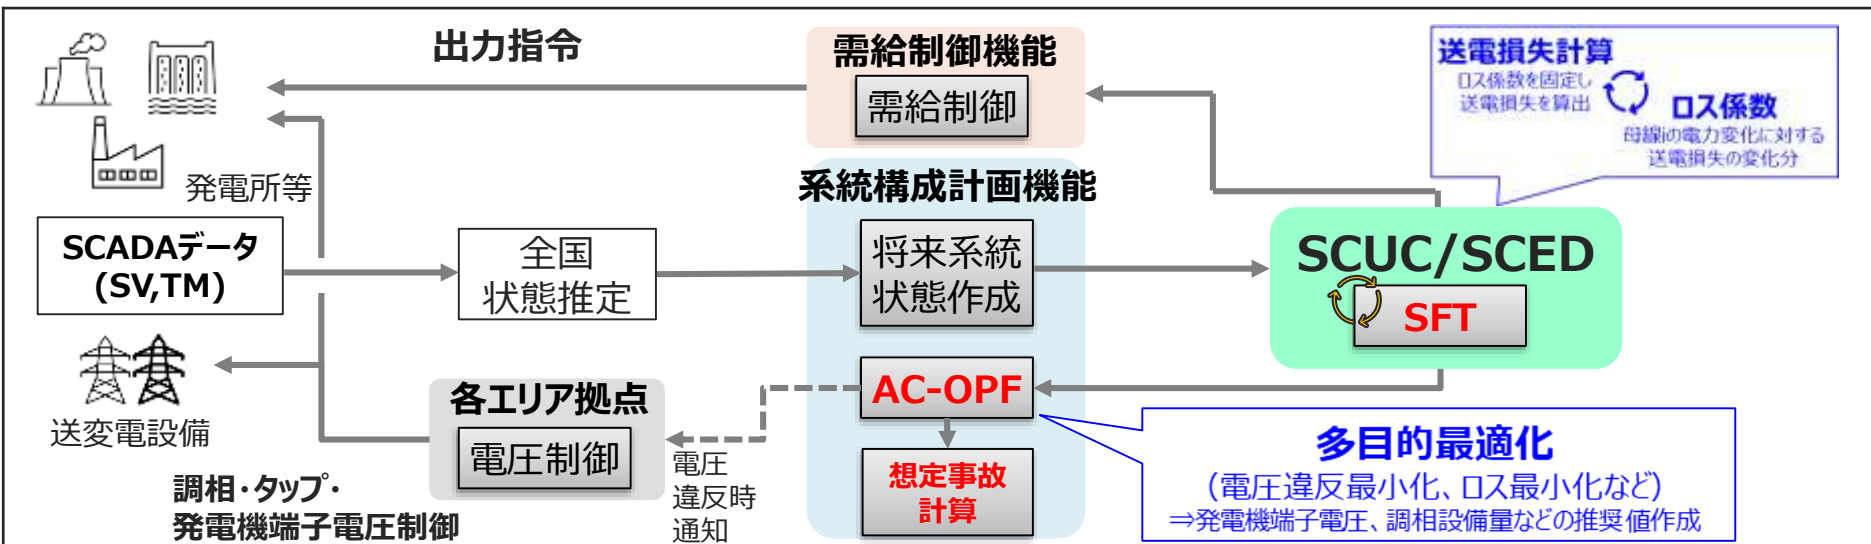 出力指令
需給制御機能
需給制御
送電損失計算
ロス係数を固定し
送電損失を算出
ロス係数
母線iの電力変化に対する
送電損失の変化分
発電所等
系統構成計画機能
SCADAデータ
(SV,TM)
全国
状態推定
将来系統
状態作成
SCUC/SCED
SFT
送変電設備
各エリア拠点
電圧制御
電圧
違反時
通知
AC-OPF
想定事故
計算
調相・タップ・
発電機端子電圧制御
多目的最適化
（電圧違反最小化、ロス最小化など）
⇒発電機端子電圧、調相設備量などの推奨値作成